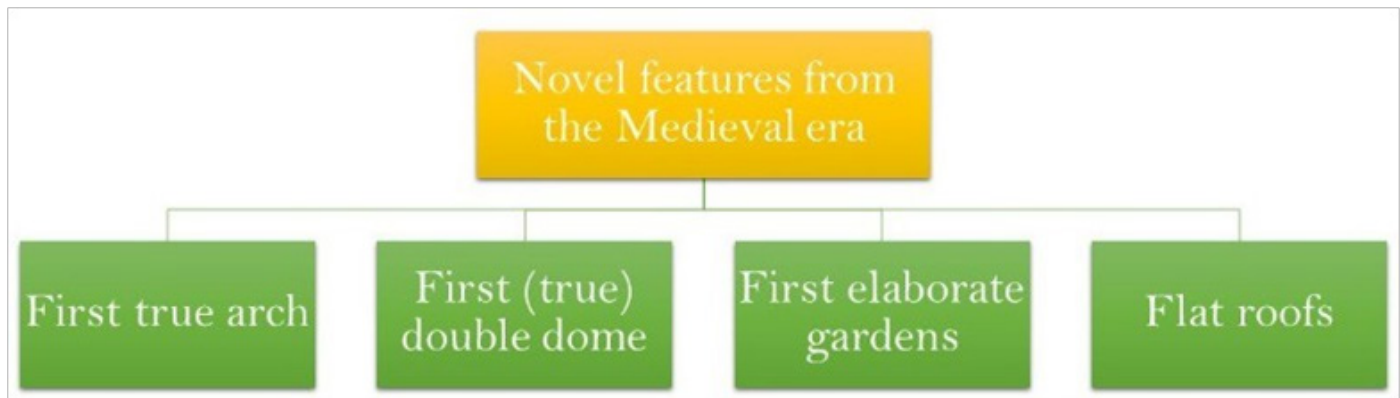 Novel features from
the Medieval era
First true arch
First (true)
double dome
First elaborate
gardens
Flat roofs